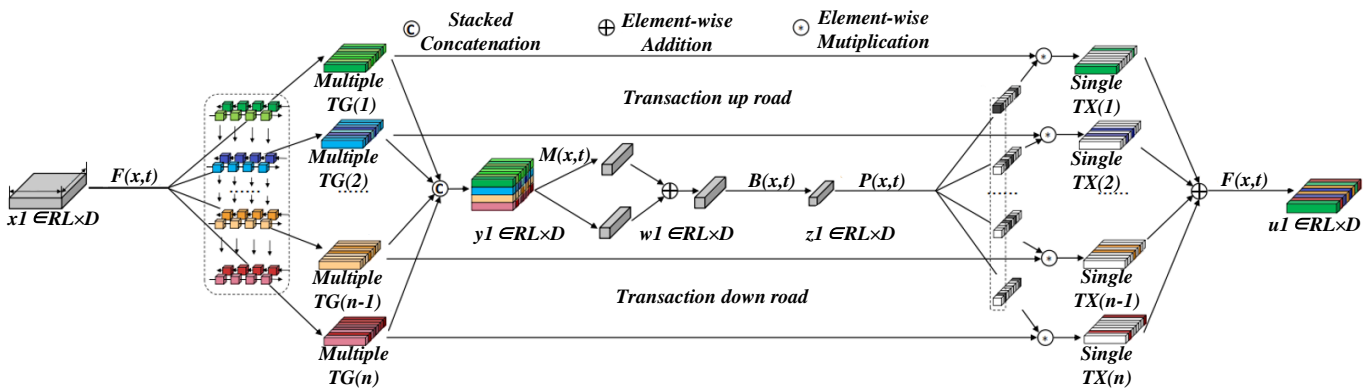 © Stacked Concatenation
⊕ Element-wise Addition
⊛ Element-wise Mutiplication
Multiple TG(1)
Transaction up road
Single TX(1)
Multiple TG(2)
......
Single TX(2)
......
F(x,t)
x1∈RL×D
......
©
M(x,t)
y1∈RL×D
w1∈RL×D
B(x,t)
z1∈RL×D
P(x,t)
......
F(x,t)
u1∈RL×D
Multiple TG(n-1)
Single TX(n-1)
Transaction down road
Multiple TG(n)
Single TX(n)